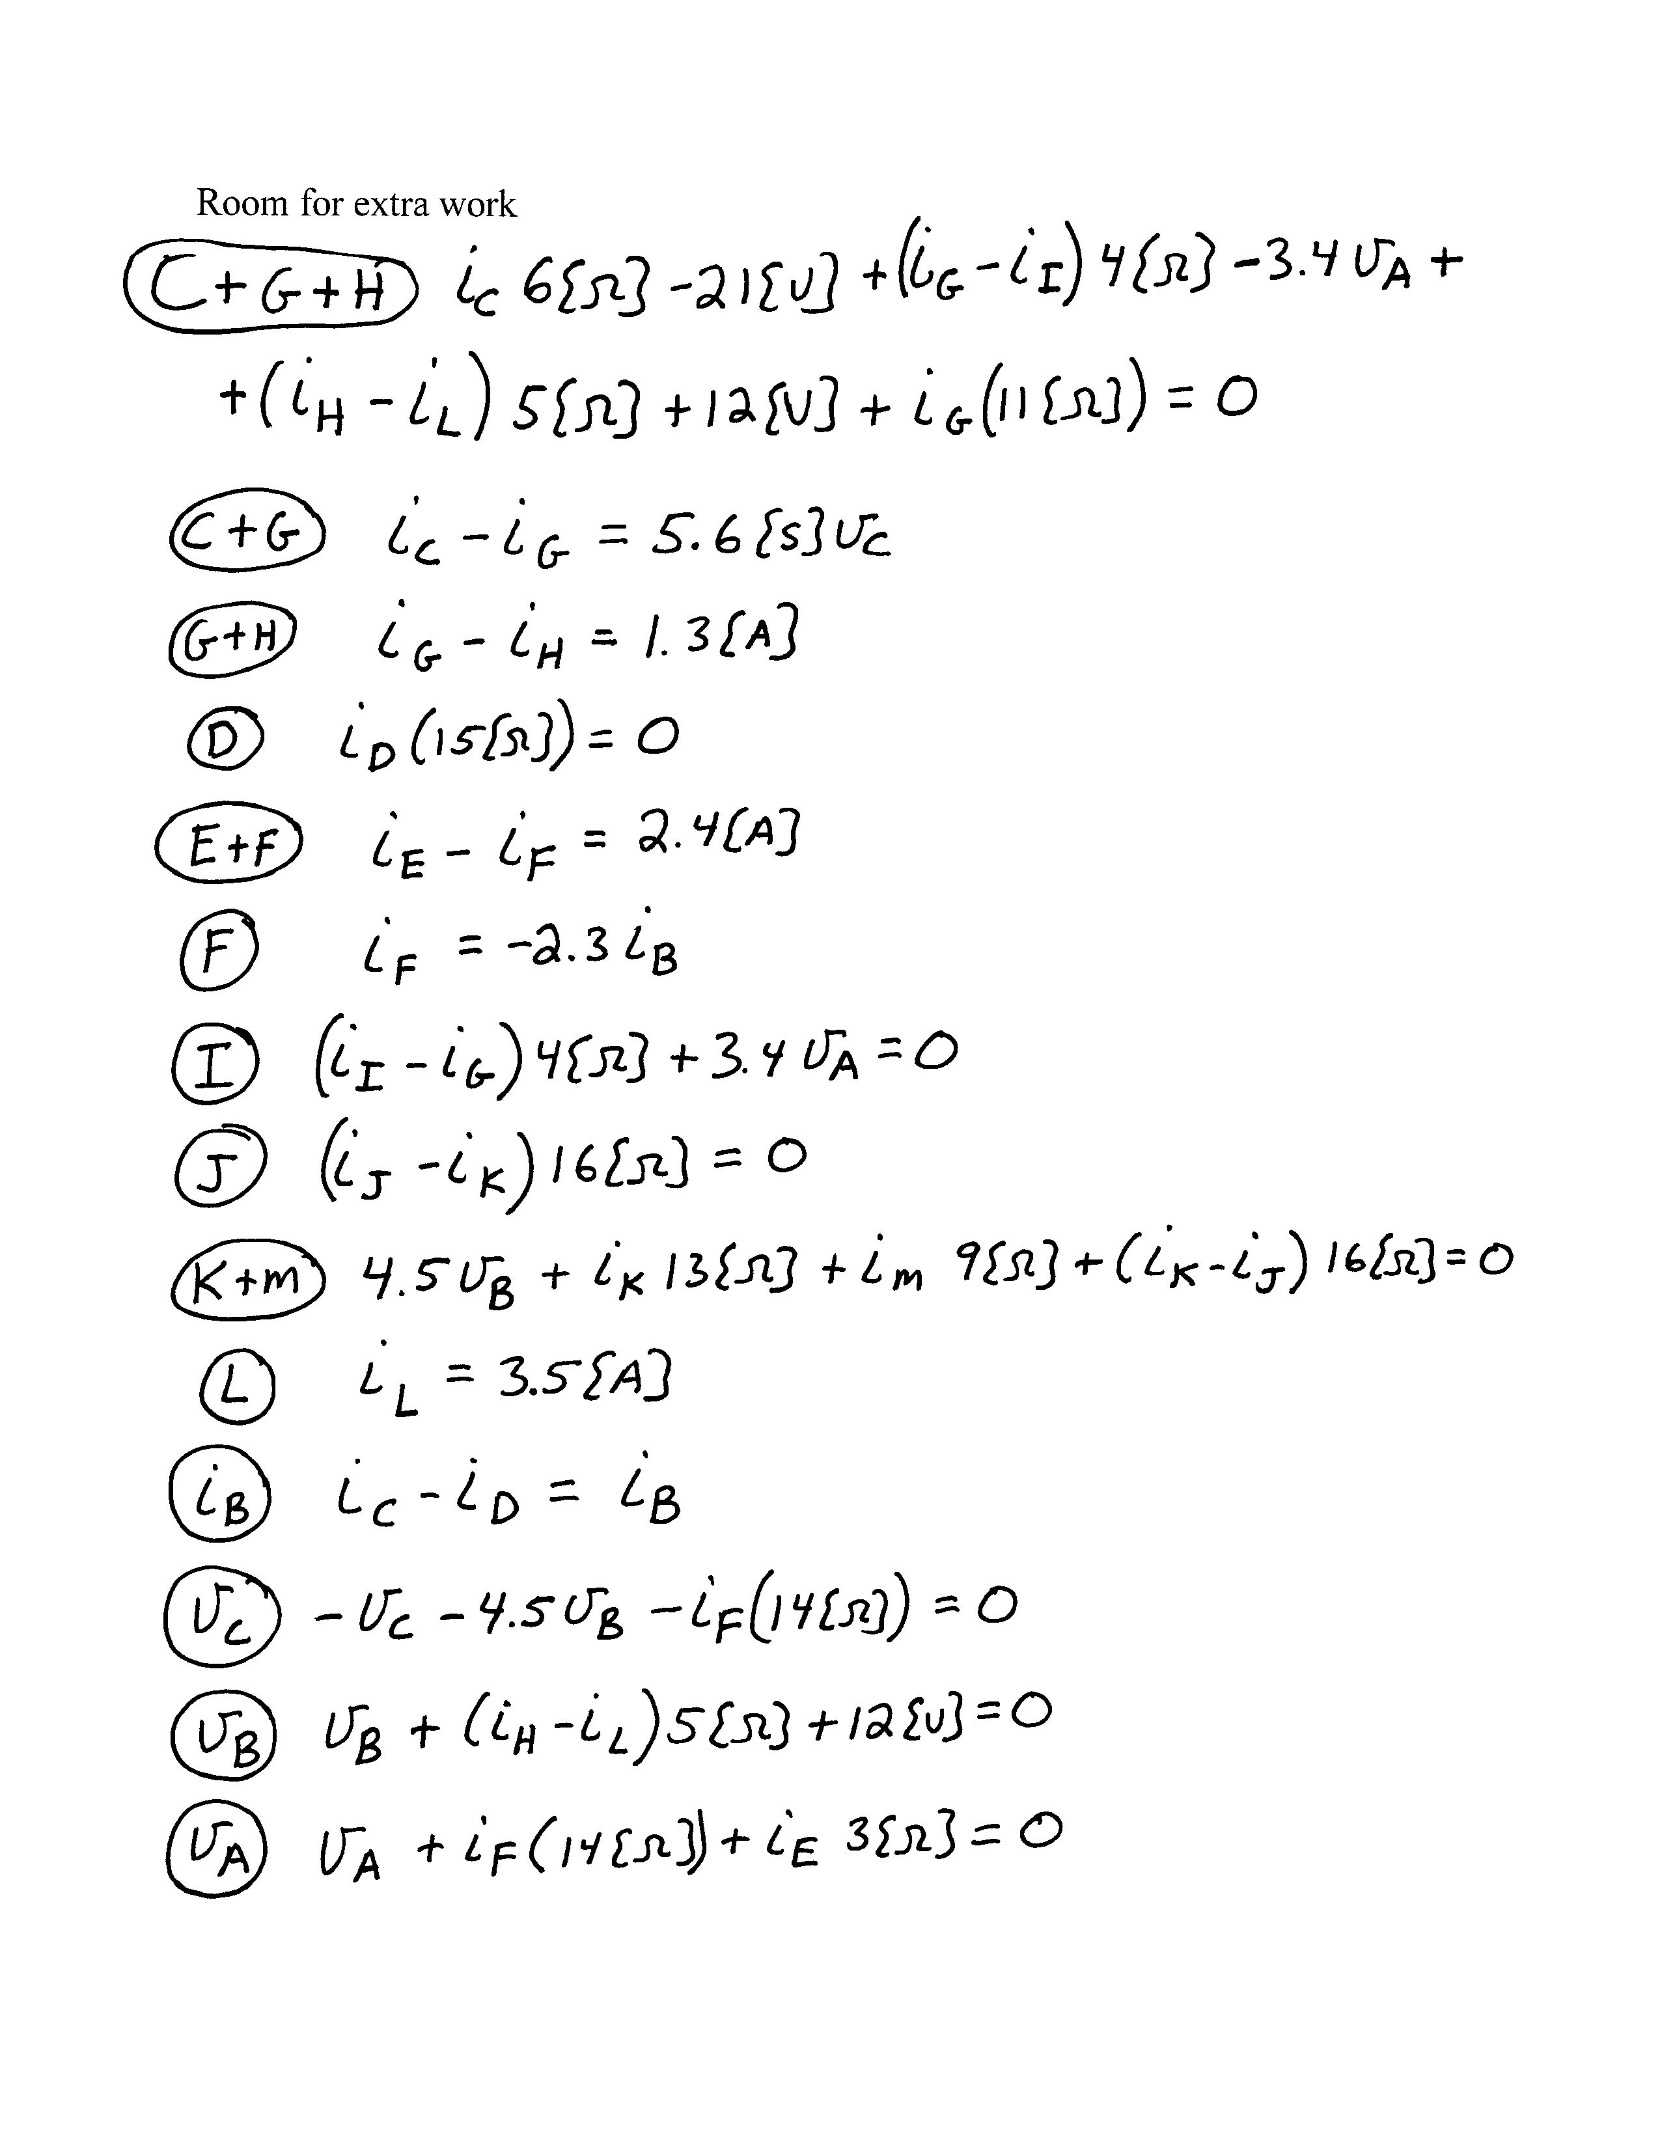 Room for extra work
C+G+H i_C 6{Ω} -21{V} +(i_G - i_I) 4{Ω} -3.4 v_A +
+(i_H - i_L) 5{Ω} +12{V} + i_G(11{Ω}) = 0
C+G i_C - i_G = 5.6{S}v_C
G+H i_G - i_H = 1.3{A}
D i_D(15{Ω}) = 0
E+F i_E - i_F = 2.4{A}
F i_F = -2.3 i_B
I (i_I - i_G)4{Ω} + 3.4 v_A = 0
J (i_J - i_K)16{Ω} = 0
K+m 4.5v_B + i_K 13{Ω} + i_m 9{Ω} + (i_K - i_J) 16{Ω} = 0
L i_L = 3.5{A}
i_B i_C - i_D = i_B
v_C - v_C - 4.5v_B - i_F(14{Ω}) = 0
v_B v_B + (i_H - i_L)5{Ω} + 12{V} = 0
v_A v_A + i_F(14{Ω}) + i_E 3{Ω} = 0